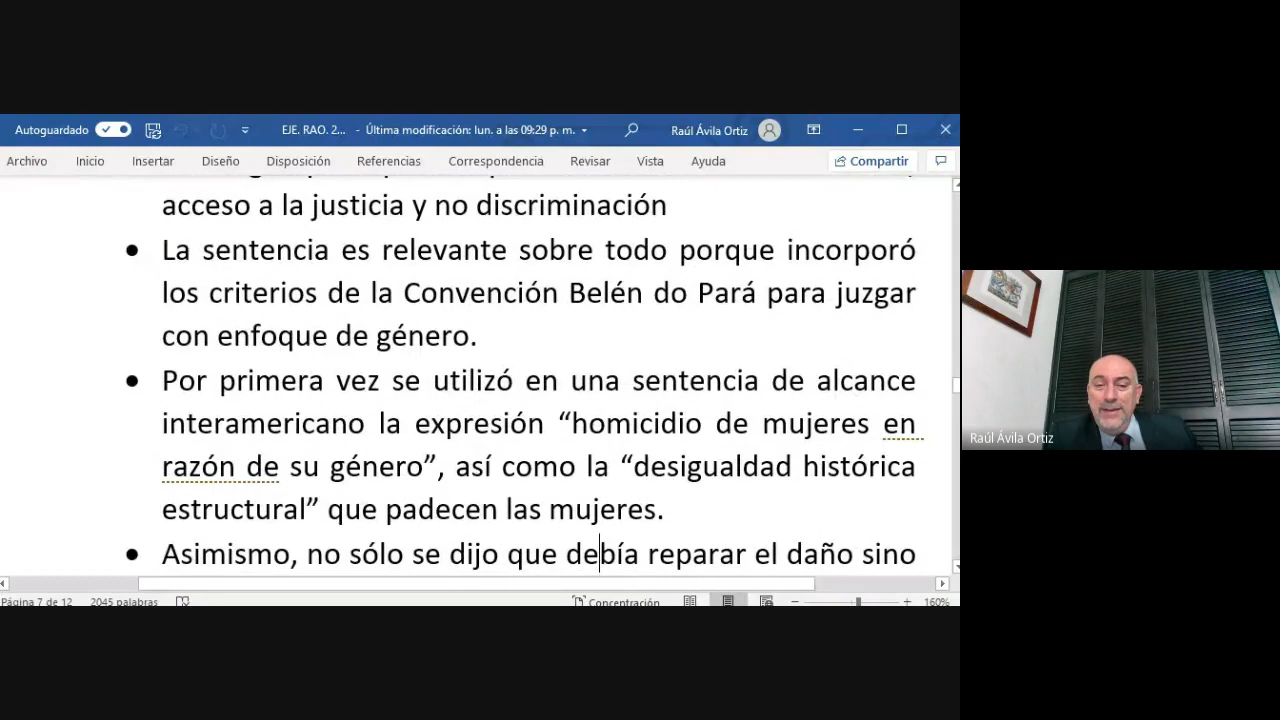 Autoguardado EJE. RAO. 2... - Última modificación: lun. a las 09:29 p. m. Raúl Ávila Ortiz
Archivo Inicio Insertar Diseño Disposición Referencias Correspondencia Revisar Vista Ayuda Compartir
acceso a la justicia y no discriminación
• La sentencia es relevante sobre todo porque incorporó
los criterios de la Convención Belén do Pará para juzgar
con enfoque de género.
• Por primera vez se utilizó en una sentencia de alcance
interamericano la expresión “homicidio de mujeres en
razón de su género”, así como la “desigualdad histórica
estructural” que padecen las mujeres.
• Asimismo, no sólo se dijo que debía reparar el daño sino
Página 7 de 12 2045 palabras Concentración 160%
Raúl Ávila Ortiz